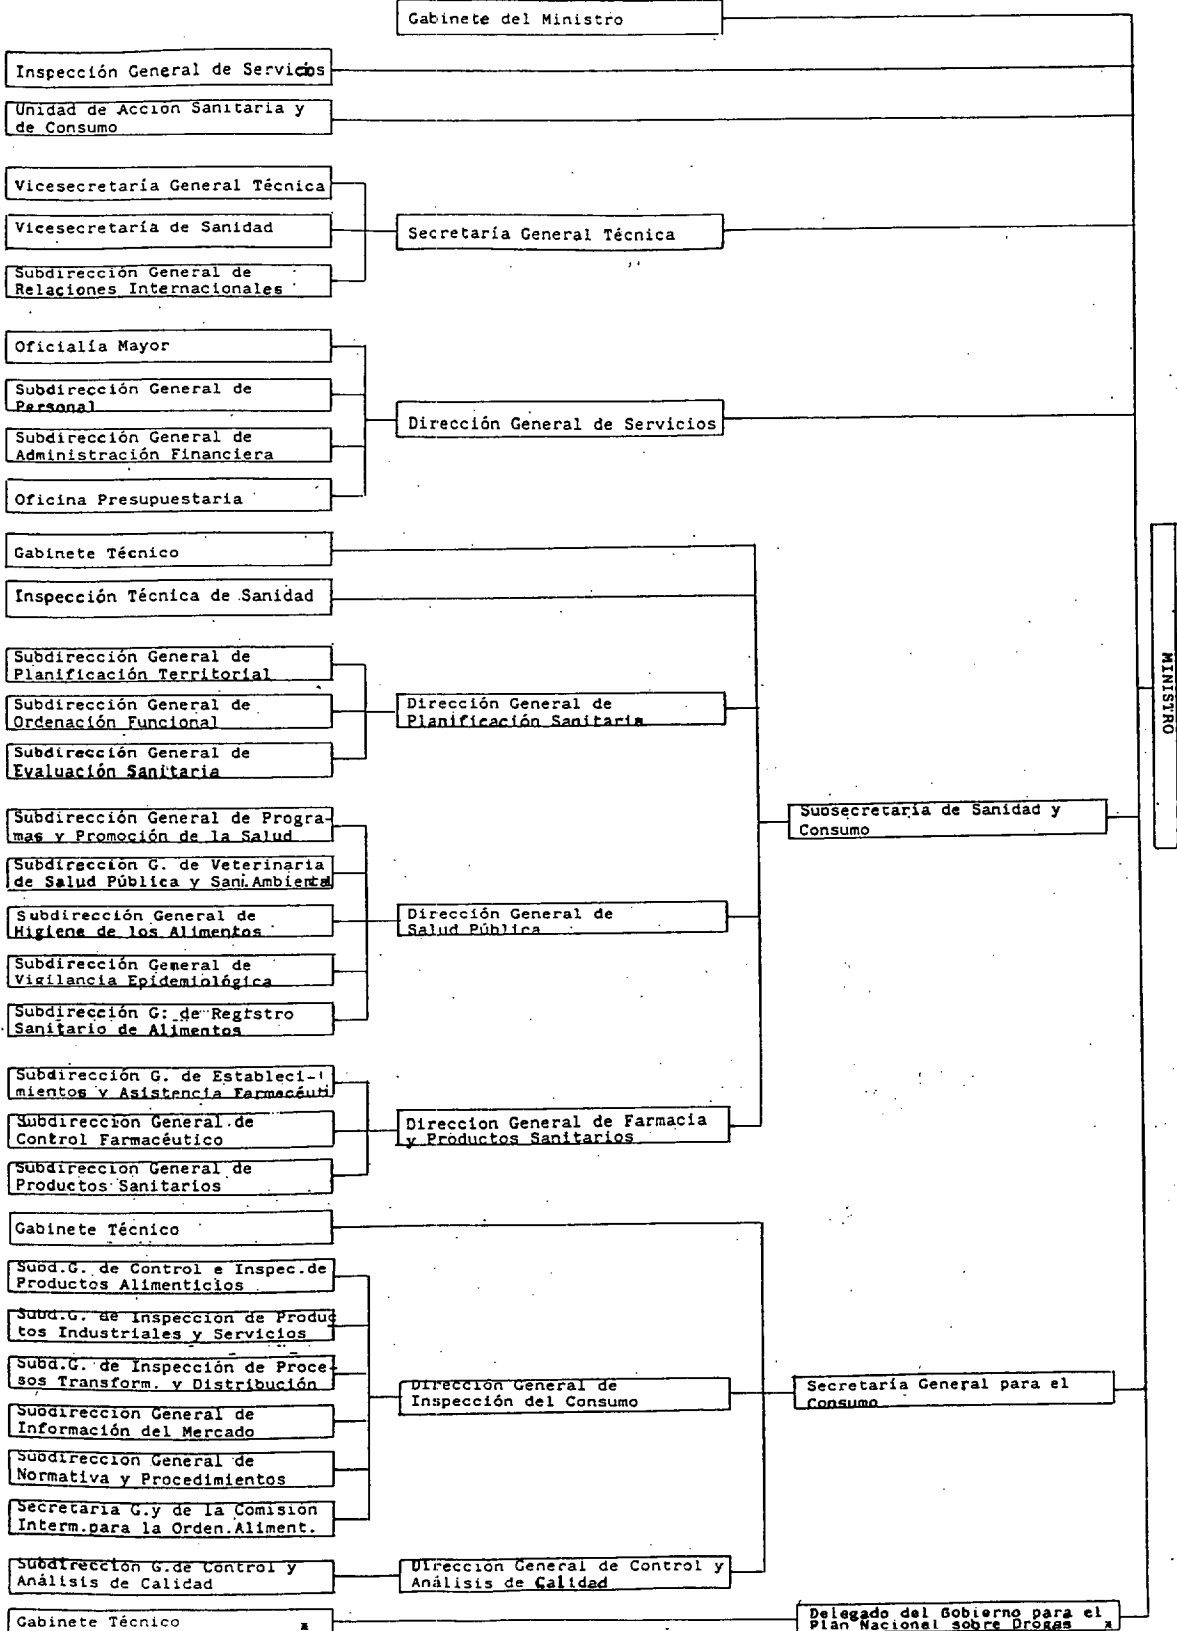 Gabinete del Ministro
Inspección General de Servicios
Unidad de Acción Sanitaria y
de Consumo
Vicesecretaría General Técnica
Vicesecretaría de Sanidad
Secretaría General Técnica
Subdirección General de
Relaciones Internacionales
Oficialía Mayor
Subdirección General de
Personal
Dirección General de Servicios
Subdirección General de
Administración Financiera
Oficina Presupuestaria
Gabinete Técnico
Inspección Técnica de Sanidad
MINISTRO
Subdirección General de
Planificación Territorial
Subdirección General de
Ordenación Funcional
Dirección General de
Planificación Sanitaria
Subdirección General de
Evaluación Sanitaria
Subsecretaría de Sanidad y
Consumo
Subdirección General de Progra-
mas y Promoción de la Salud
Subdirección G. de Veterinaria
de Salud Pública y Sani.Ambiental
Subdirección General de
Higiene de los Alimentos
Dirección General de
Salud Pública
Subdirección General de
Vigilancia Epidemiológica
Subdirección G. de Registro
Sanitario de Alimentos
Subdirección G. de Estableci-
mientos y Asistencia Farmacéuti
Subdirección General de
Control Farmacéutico
Direccion General de Farmacia
y Productos Sanitarios
Subdireccion General de
Productos Sanitarios
Gabinete Técnico
Subd.G. de Control e Inspec.de
Productos Alimenticios
Subd.G. de Inspeccion de Produc
tos Industriales y Servicios
Subd.G. de Inspección de Proce-
sos Transform. y Distribución
Dirección General de
Inspección del Consumo
Secretaría General para el
Consumo
Subdirección General de
Información del Mercado
Subdirección General de
Normativa y Procedimientos
Secretaria G.y de la Comisión
Interm.para la Orden.Aliment.
Subdirección G.de Control y
Análisis de Calidad
Dirección General de Control y
Análisis de Calidad
Gabinete Técnico *
Delegado del Gobierno para el
Plan Nacional sobre Drogas *